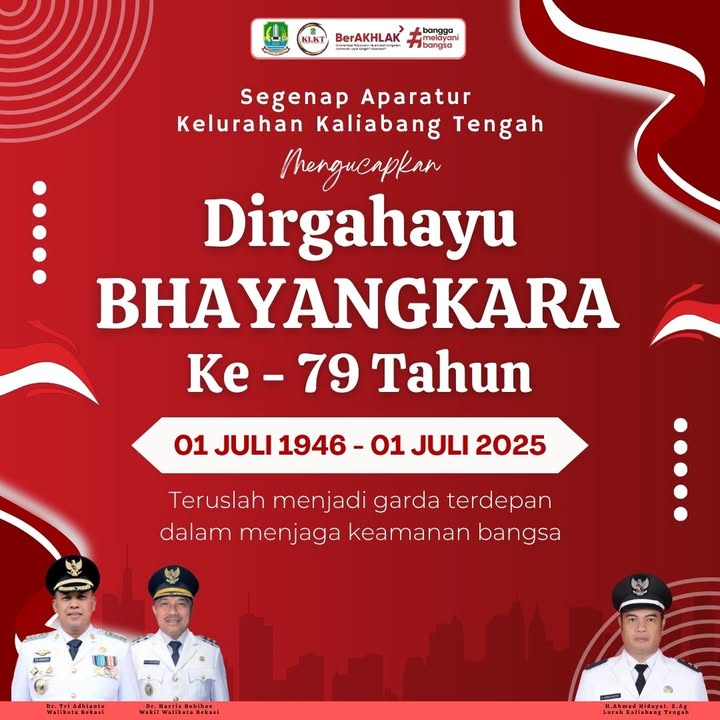 KLKT
BerAKHLAK
#bangga
melayani
bangsa
Segenap Aparatur
Kelurahan Kaliabang Tengah
Mengucapkan
Dirgahayu
BHAYANGKARA
Ke - 79 Tahun
01 JULI 1946 - 01 JULI 2025
Teruslah menjadi garda terdepan
dalam menjaga keamanan bangsa
Dr. Tri Adhianto
Walikota Bekasi
Dr. Harris Bobihoe
Wakil Walikota Bekasi
H.Ahmad Hidayat, S.Ag
Lurah Kaliabang Tengah